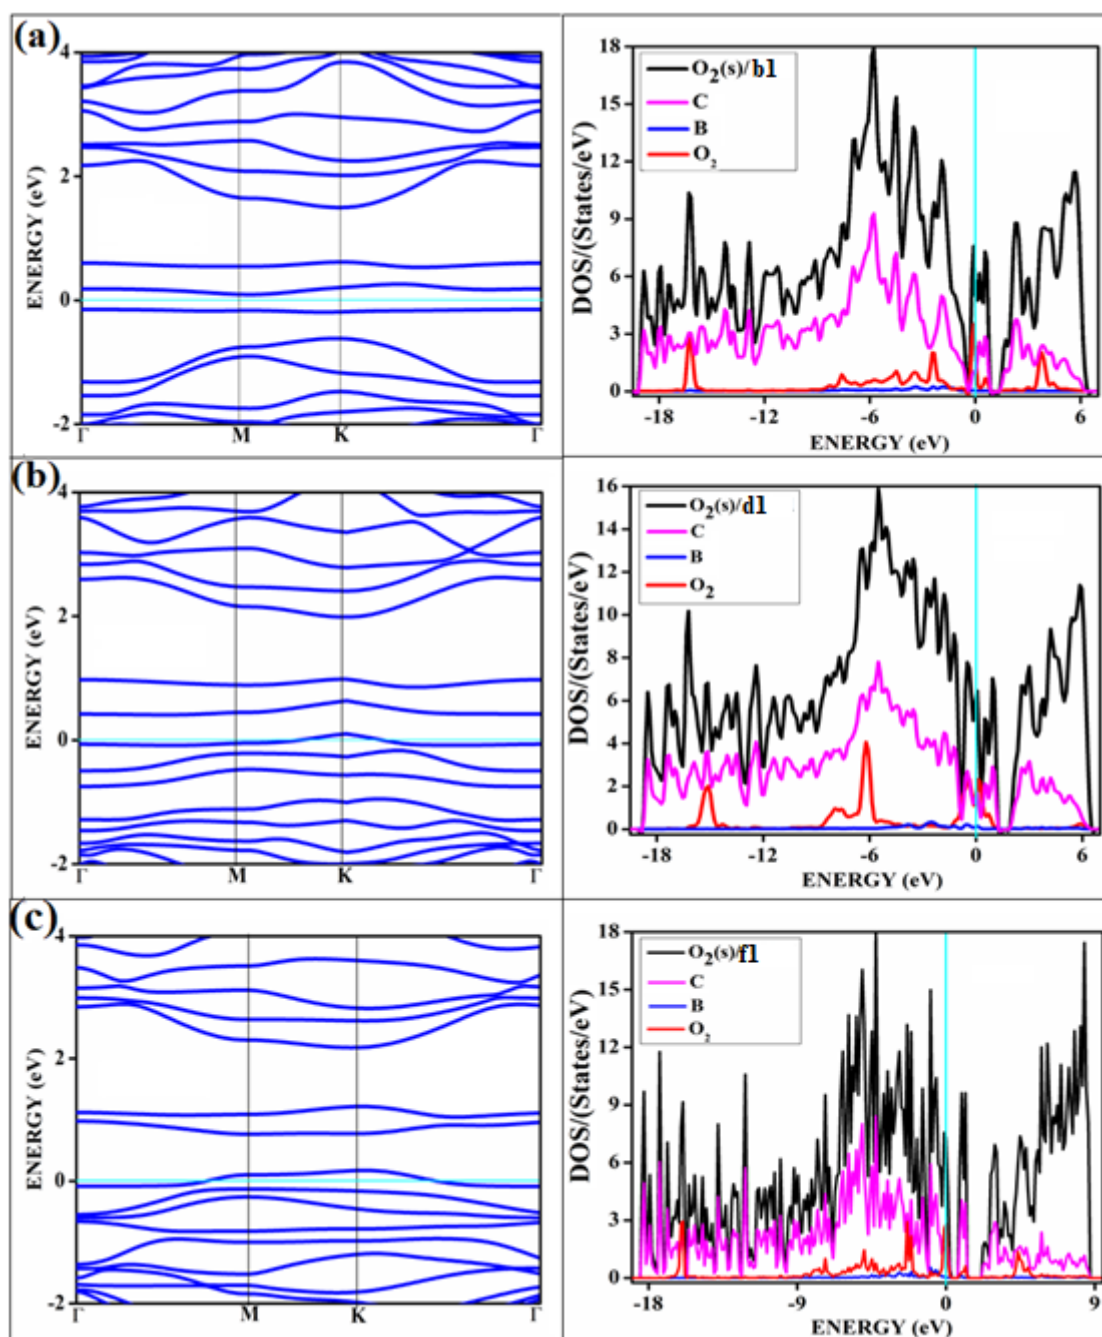 (a)
4
2
0
-2
ENERGY (eV)
Γ
M
K
Γ
18
15
12
9
6
3
0
DOS/(States/eV)
O₂(s)/bl
C
B
O₂
-18
-12
-6
0
6
ENERGY (eV)
(b)
4
2
0
-2
ENERGY (eV)
Γ
M
K
Γ
16
14
12
10
8
6
4
2
0
DOS/(States/eV)
O₂(s)/dl
C
B
O₂
-18
-12
-6
0
6
ENERGY (eV)
(c)
4
2
0
-2
ENERGY (eV)
Γ
M
K
Γ
18
15
12
9
6
3
0
DOS/(States/eV)
O₂(s)/fl
C
B
O₂
-18
-9
0
9
ENERGY (eV)